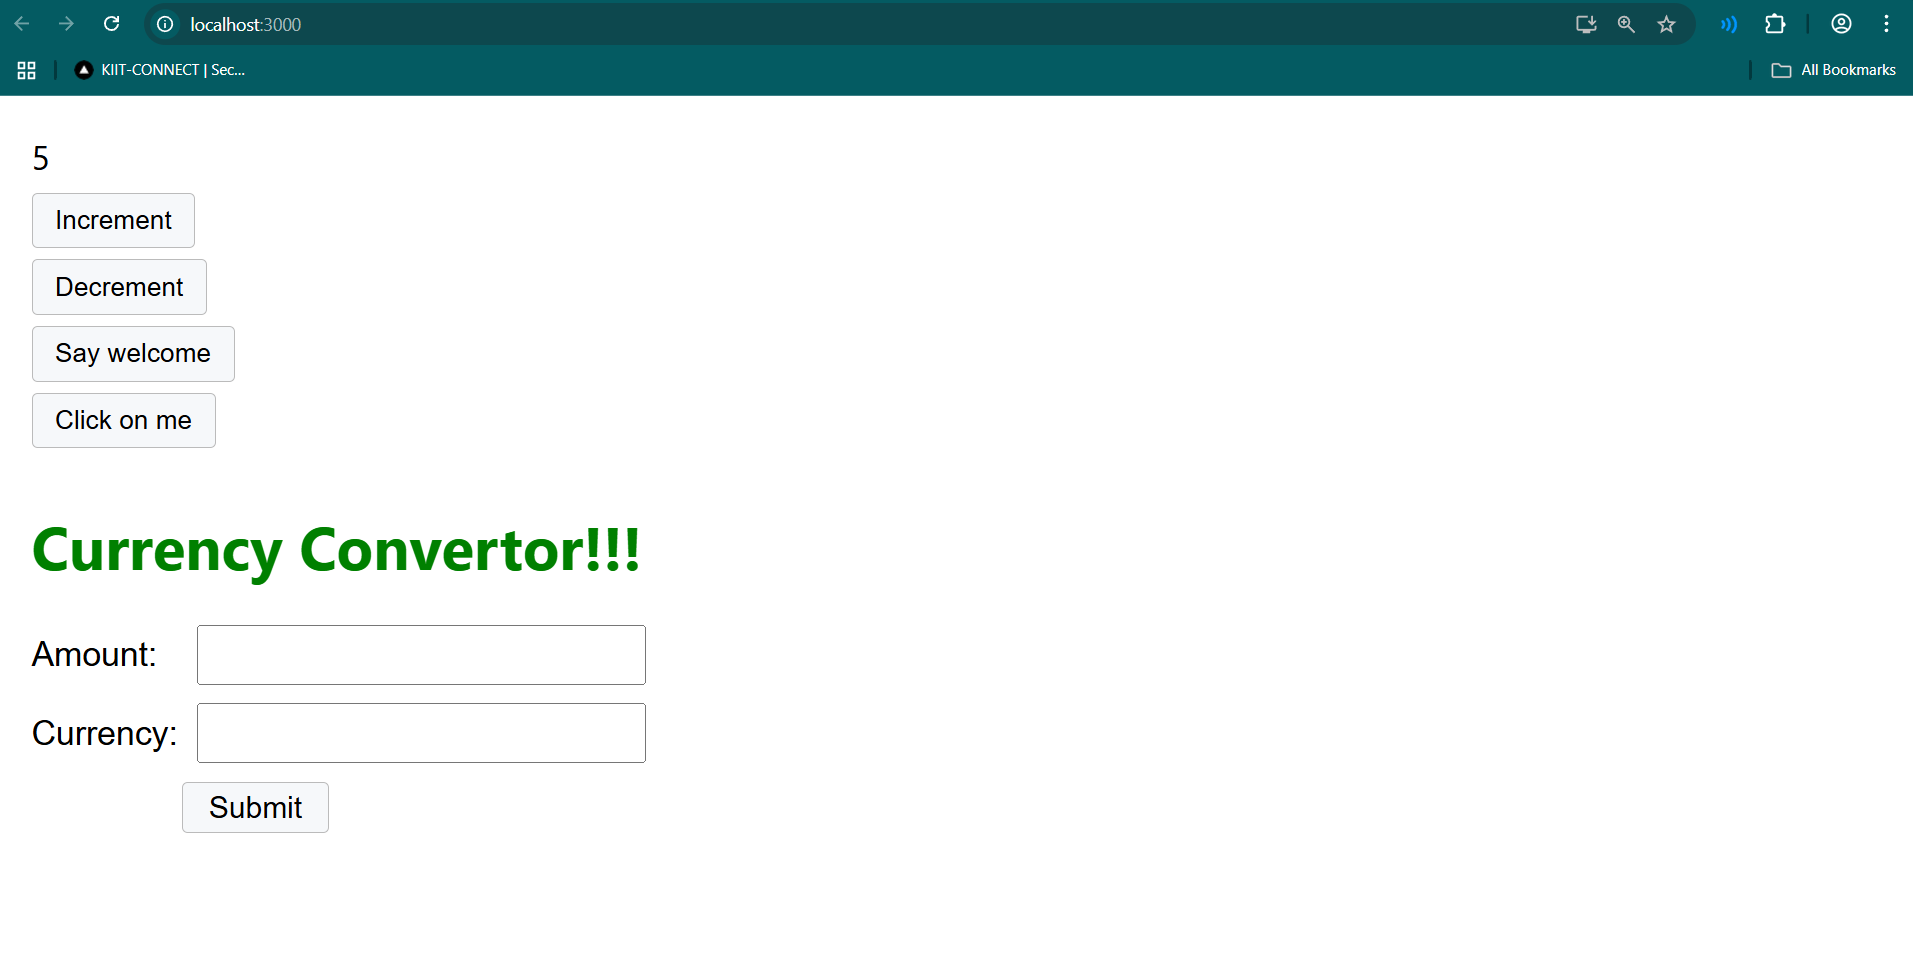 localhost:3000
KIIT-CONNECT | Sec...
All Bookmarks
5
Increment
Decrement
Say welcome
Click on me
Currency Convertor!!!
Amount:
Currency:
Submit